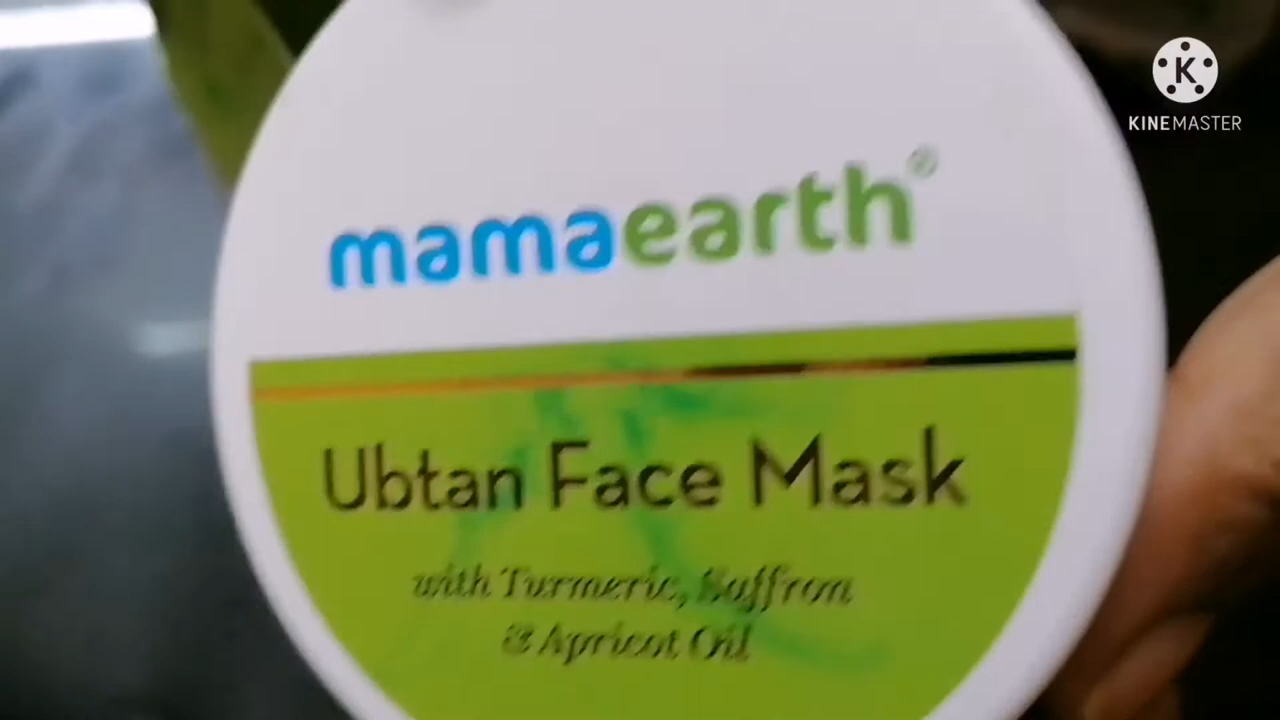 KINEMASTER
mamaearth®
Ubtan Face Mask
with Turmeric, Saffron
& Apricot Oil